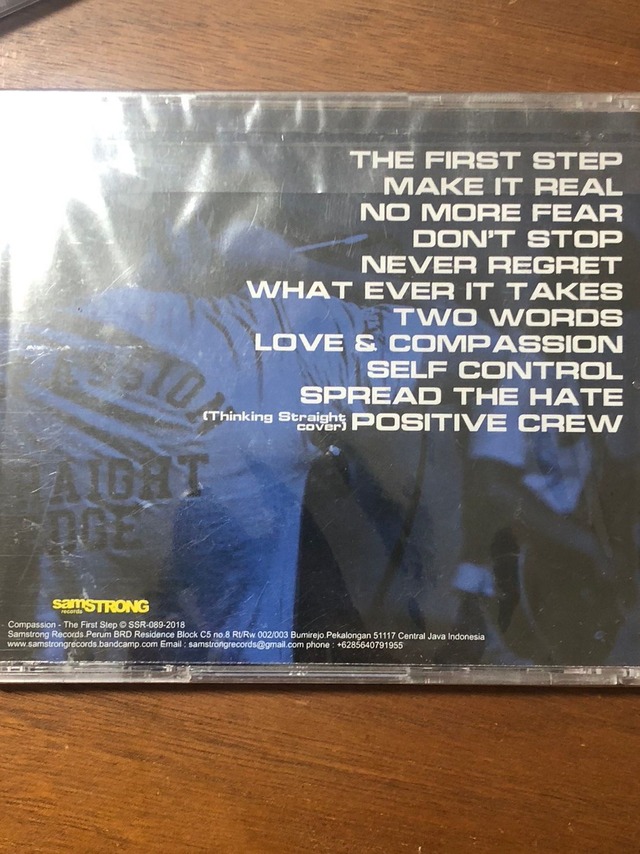 THE FIRST STEP
MAKE IT REAL
NO MORE FEAR
DON'T STOP
NEVER REGRET
WHAT EVER IT TAKES
TWO WORDS
LOVE & COMPASSION
SELF CONTROL
SPREAD THE HATE
(Thinking Straight cover) POSITIVE CREW
AIGHT
DGE
samSTRONG
records
Compassion - The First Step © SSR-089-2018
Samstrong Records.Perum BRD Residence Block C5 no.8 Rt/Rw 002/003 Bumirejo.Pekalongan 51117 Central Java Indonesia
www.samstrongrecords.bandcamp.com Email : samstrongrecords@gmail.com phone : +6285640791955